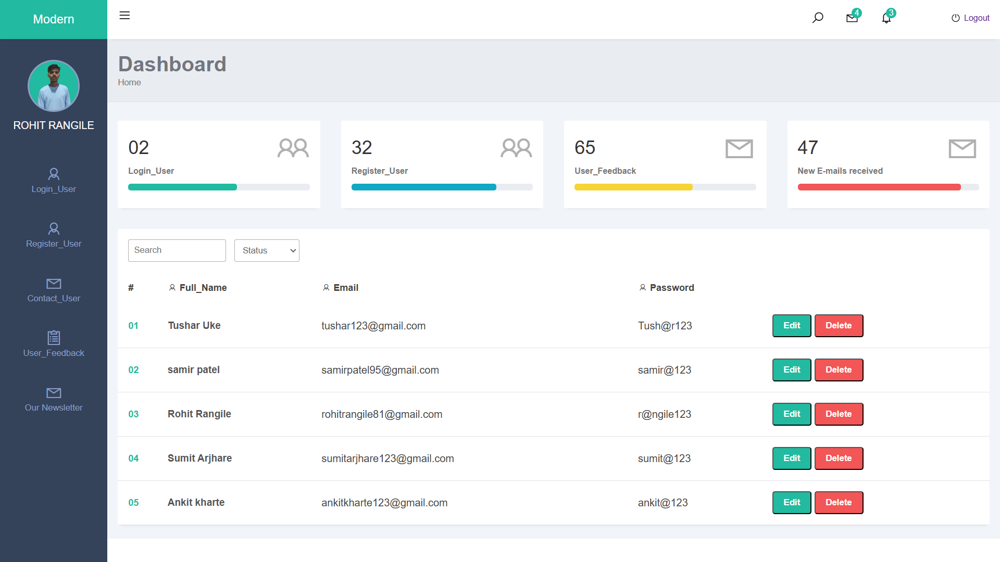 Modern
4
3
Logout
ROHIT RANGILE
Login_User
Register_User
Contact_User
User_Feedback
Our Newsletter
Dashboard
Home
02
Login_User
32
Register_User
65
User_Feedback
47
New E-mails received
Search
Status
# Full_Name Email Password
01 Tushar Uke tushar123@gmail.com Tush@r123 Edit Delete
02 samir patel samirpatel95@gmail.com samir@123 Edit Delete
03 Rohit Rangile rohitrangile81@gmail.com r@ngile123 Edit Delete
04 Sumit Arjhare sumitarjhare123@gmail.com sumit@123 Edit Delete
05 Ankit kharte ankitkharte123@gmail.com ankit@123 Edit Delete